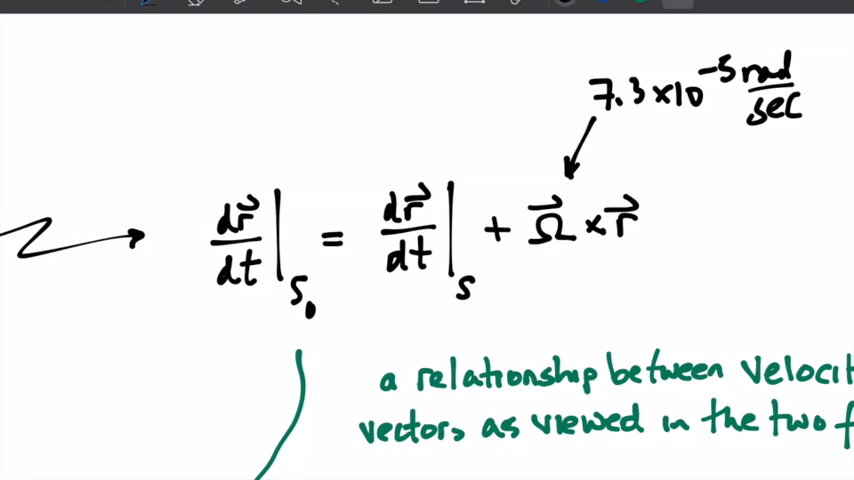 7.3×10⁻⁵ rad/sec
dr⃗/dt|S₀ = dr⃗/dt|S + Ω⃗ × r⃗
a relationship between
vectors as viewed in the two